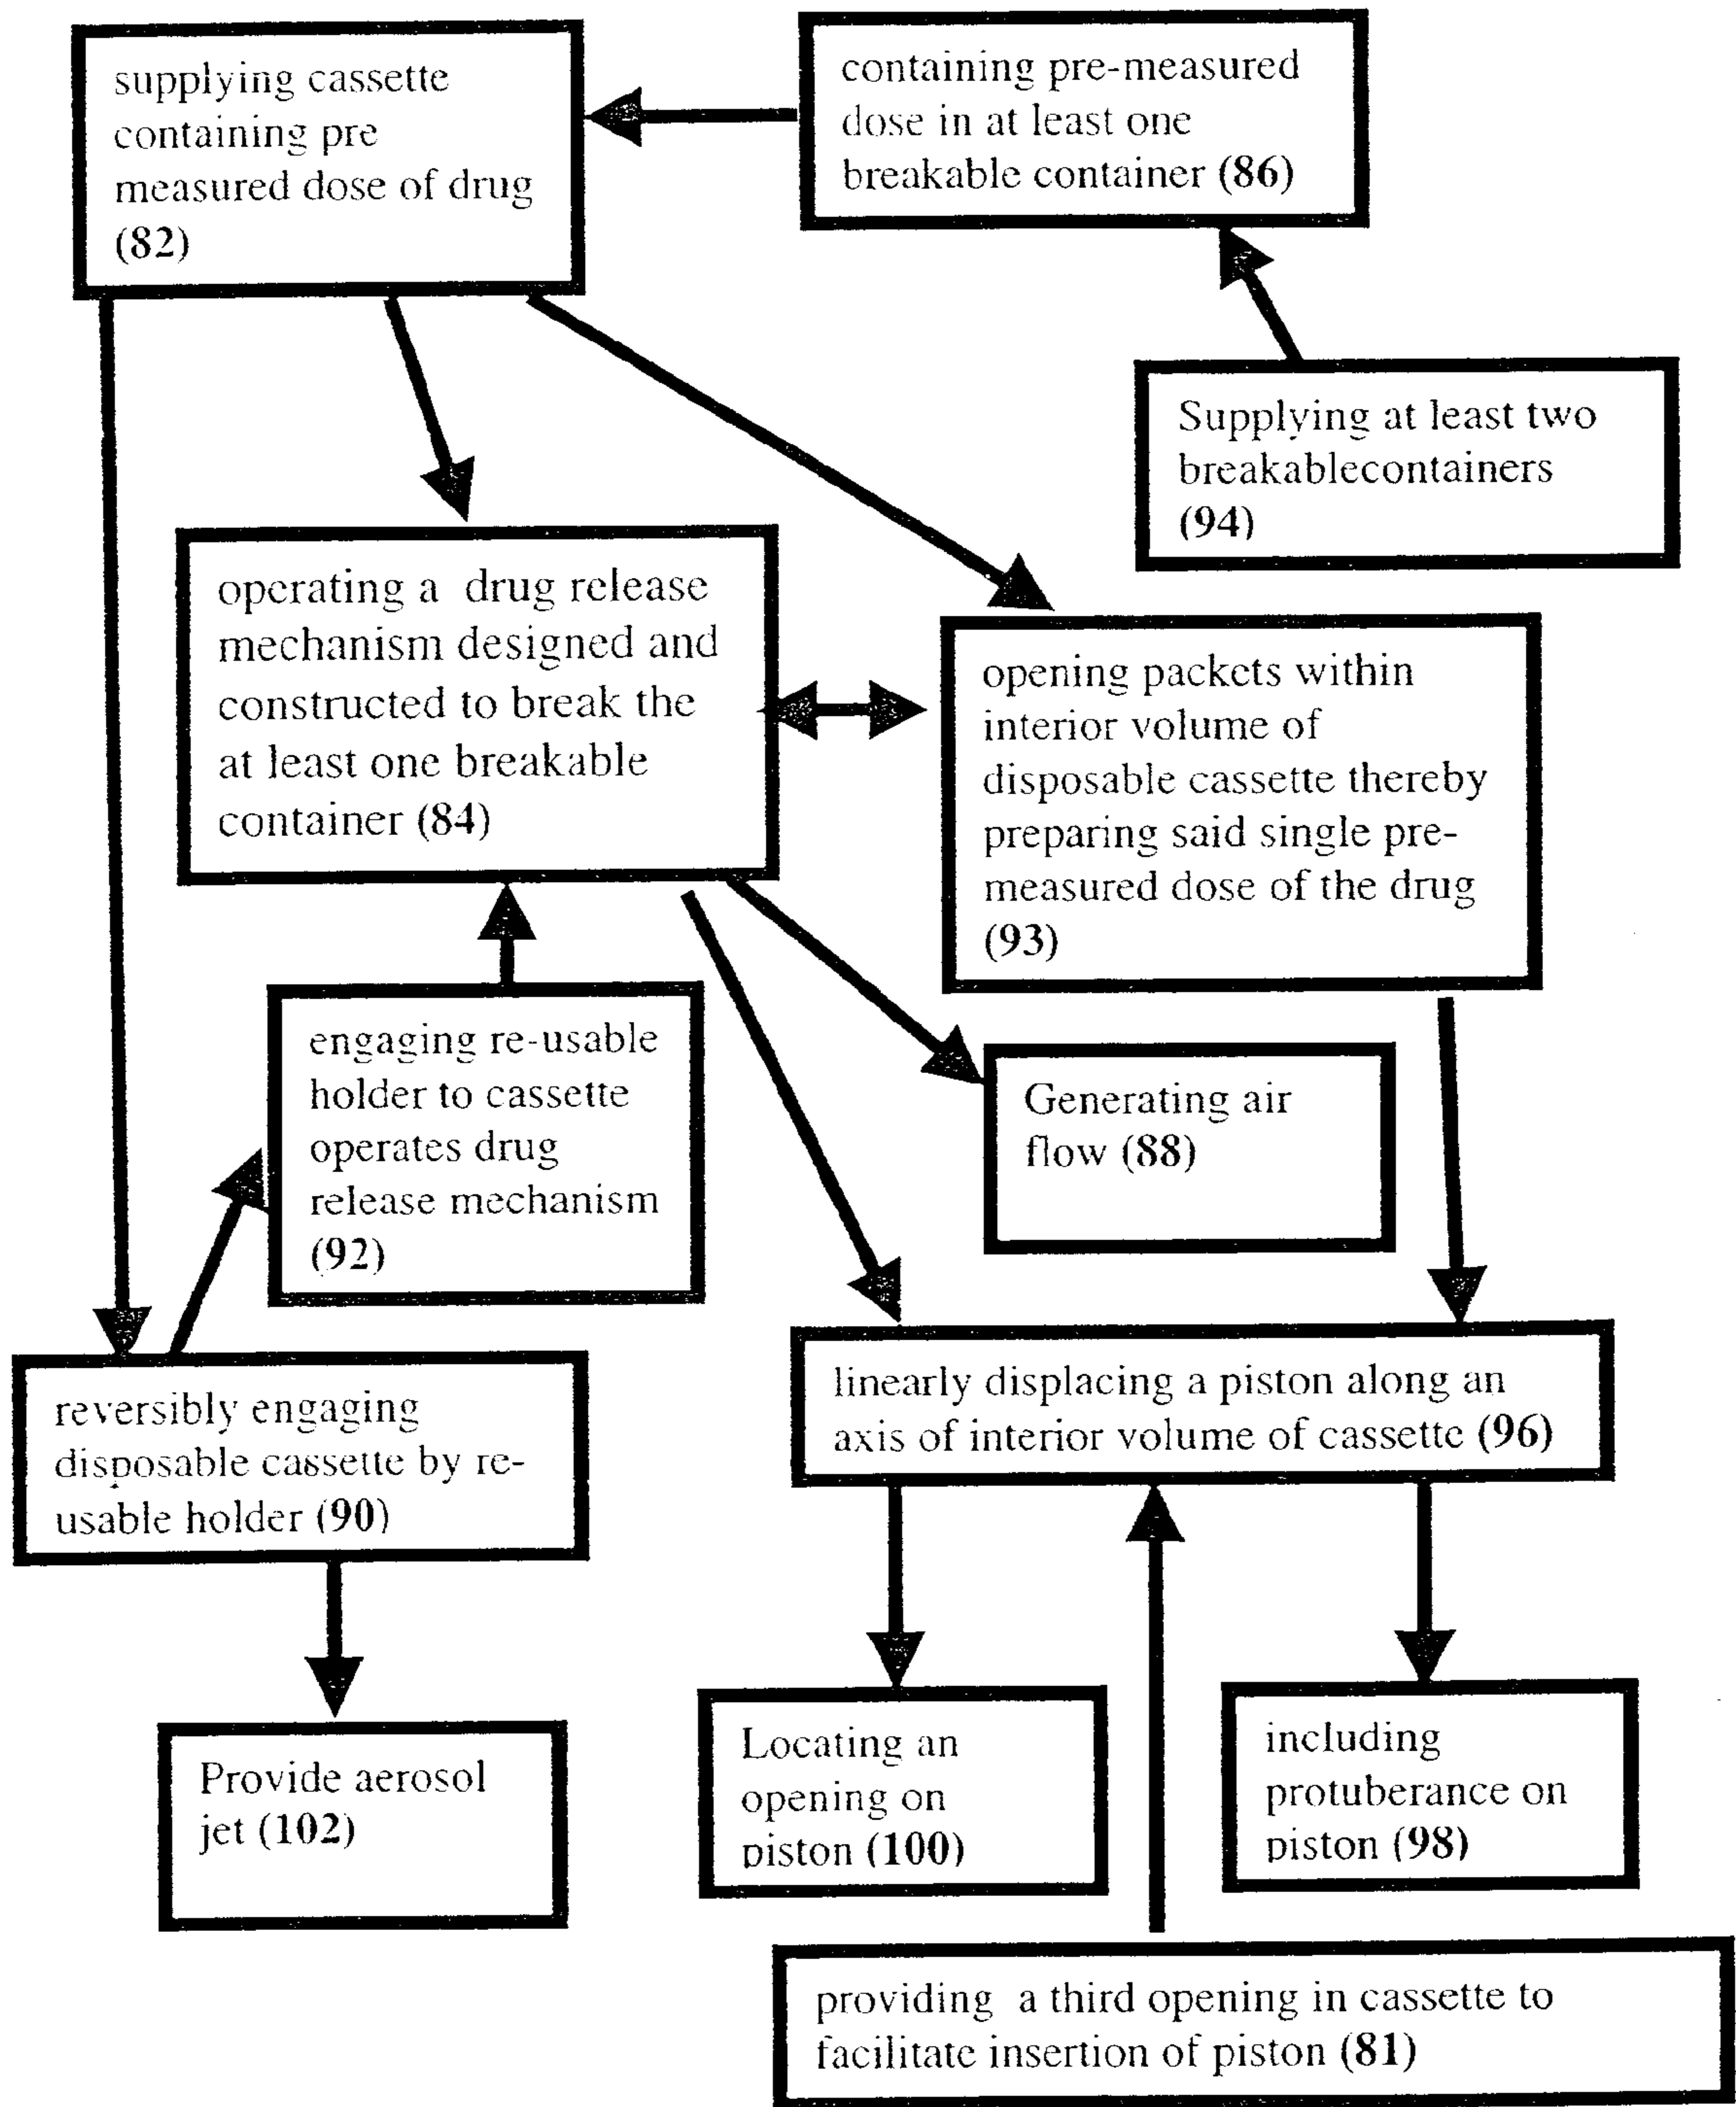 supplying cassette
containing pre
measured dose of drug
(82)
containing pre-measured
dose in at least one
breakable container (86)
Supplying at least two
breakablecontainers
(94)
operating a drug release
mechanism designed and
constructed to break the
at least one breakable
container (84)
opening packets within
interior volume of
disposable cassette thereby
preparing said single pre-
measured dose of the drug
(93)
engaging re-usable
holder to cassette
operates drug
release mechanism
(92)
Generating air
flow (88)
reversibly engaging
disposable cassette by re-
usable holder (90)
linearly displacing a piston along an
axis of interior volume of cassette (96)
Provide aerosol
jet (102)
Locating an
opening on
piston (100)
including
protuberance on
piston (98)
providing a third opening in cassette to
facilitate insertion of piston (81)